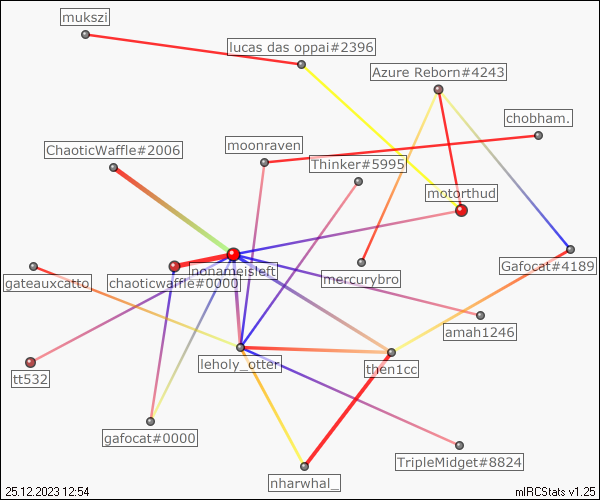 mukszi
lucas das oppai#2396
Azure Reborn#4243
chobham.
moonraven
ChaoticWaffle#2006
Thinker#5995
motorthud
nonameisleft
Gafocat#4189
mercurybro
gateauxcatto
chaoticwaffle#0000
amah1246
leholy_otter
then1cc
tt532
gafocat#0000
TripleMidget#8824
nharwhal_
25.12.2023 12:54
mIRCStats v1.25